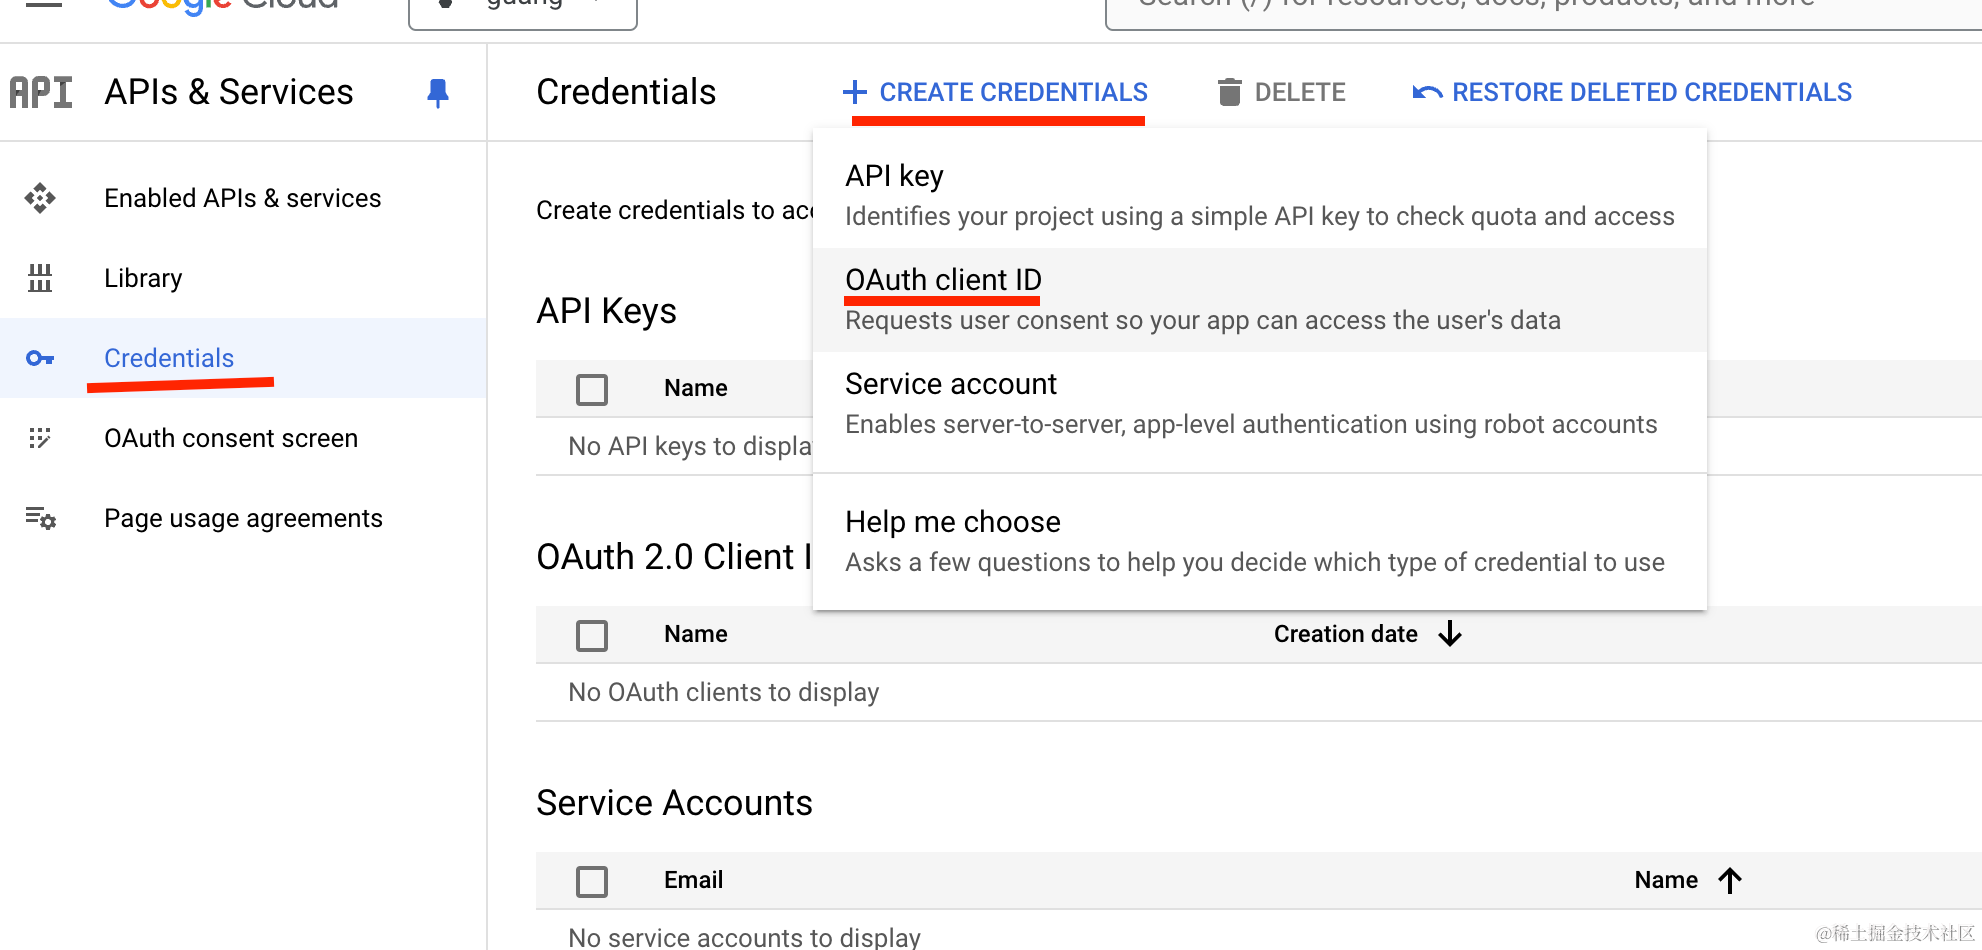 Google Cloud
guang
Search (/) for resources, docs, products, and more
API
APIs & Services
Credentials
CREATE CREDENTIALS
DELETE
RESTORE DELETED CREDENTIALS
Enabled APIs & services
Library
Credentials
OAuth consent screen
Page usage agreements
Create credentials to acc
API key
Identifies your project using a simple API key to check quota and access
OAuth client ID
Requests user consent so your app can access the user's data
Service account
Enables server-to-server, app-level authentication using robot accounts
Help me choose
Asks a few questions to help you decide which type of credential to use
API Keys
Name
No API keys to displa
OAuth 2.0 Client I
Name
Creation date
No OAuth clients to display
Service Accounts
Email
Name
No service accounts to display
@稀土掘金技术社区